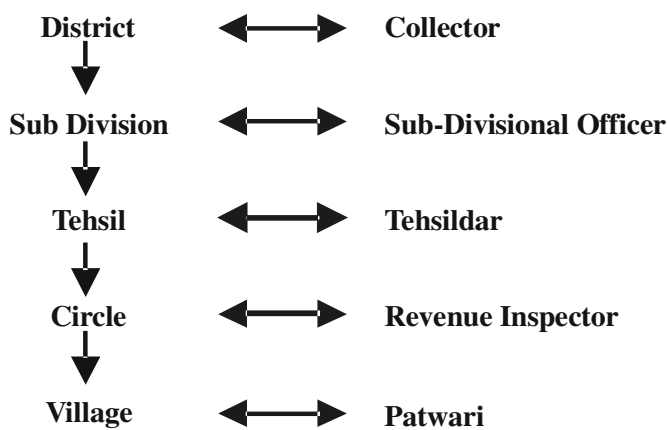 District Collector
Sub Division Sub-Divisional Officer
Tehsil Tehsildar
Circle Revenue Inspector
Village Patwari